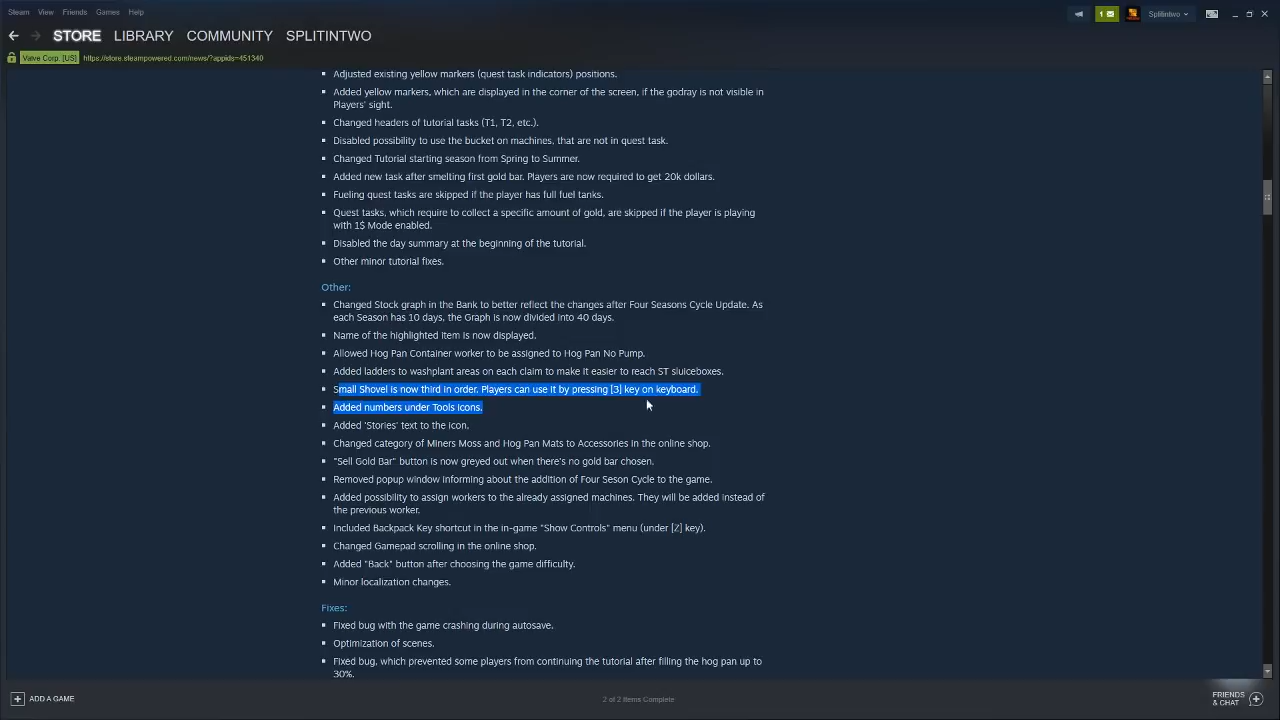 Steam View Friends Games Help
1
Splitintwo
STORE LIBRARY COMMUNITY SPLITINTWO
Valve Corp. [US] https://store.steampowered.com/news/?appids=451340
Adjusted existing yellow markers (quest task indicators) positions.
Added yellow markers, which are displayed in the corner of the screen, if the godray is not visible in
Players' sight.
Changed headers of tutorial tasks (T1, T2, etc.).
Disabled possibility to use the bucket on machines, that are not in quest task.
Changed Tutorial starting season from Spring to Summer.
Added new task after smelting first gold bar. Players are now required to get 20k dollars.
Fueling quest tasks are skipped if the player has full fuel tanks.
Quest tasks, which require to collect a specific amount of gold, are skipped if the player is playing
with 1$ Mode enabled.
Disabled the day summary at the beginning of the tutorial.
Other minor tutorial fixes.
Other:
Changed Stock graph in the Bank to better reflect the changes after Four Seasons Cycle Update. As
each Season has 10 days, the Graph is now divided into 40 days.
Name of the highlighted item is now displayed.
Allowed Hog Pan Container worker to be assigned to Hog Pan No Pump.
Added ladders to washplant areas on each claim to make it easier to reach ST sluiceboxes.
Small Shovel is now third in order. Players can use it by pressing [3] key on keyboard.
Added numbers under Tools icons.
Added 'Stories' text to the icon.
Changed category of Miners Moss and Hog Pan Mats to Accessories in the online shop.
"Sell Gold Bar" button is now greyed out when there's no gold bar chosen.
Removed popup window informing about the addition of Four Seson Cycle to the game.
Added possibility to assign workers to the already assigned machines. They will be added instead of
the previous worker.
Included Backpack Key shortcut in the in-game "Show Controls" menu (under [Z] key).
Changed Gamepad scrolling in the online shop.
Added "Back" button after choosing the game difficulty.
Minor localization changes.
Fixes:
Fixed bug with the game crashing during autosave.
Optimization of scenes.
Fixed bug, which prevented some players from continuing the tutorial after filling the hog pan up to
30%.
ADD A GAME
2 of 2 Items Complete
FRIENDS
& CHAT